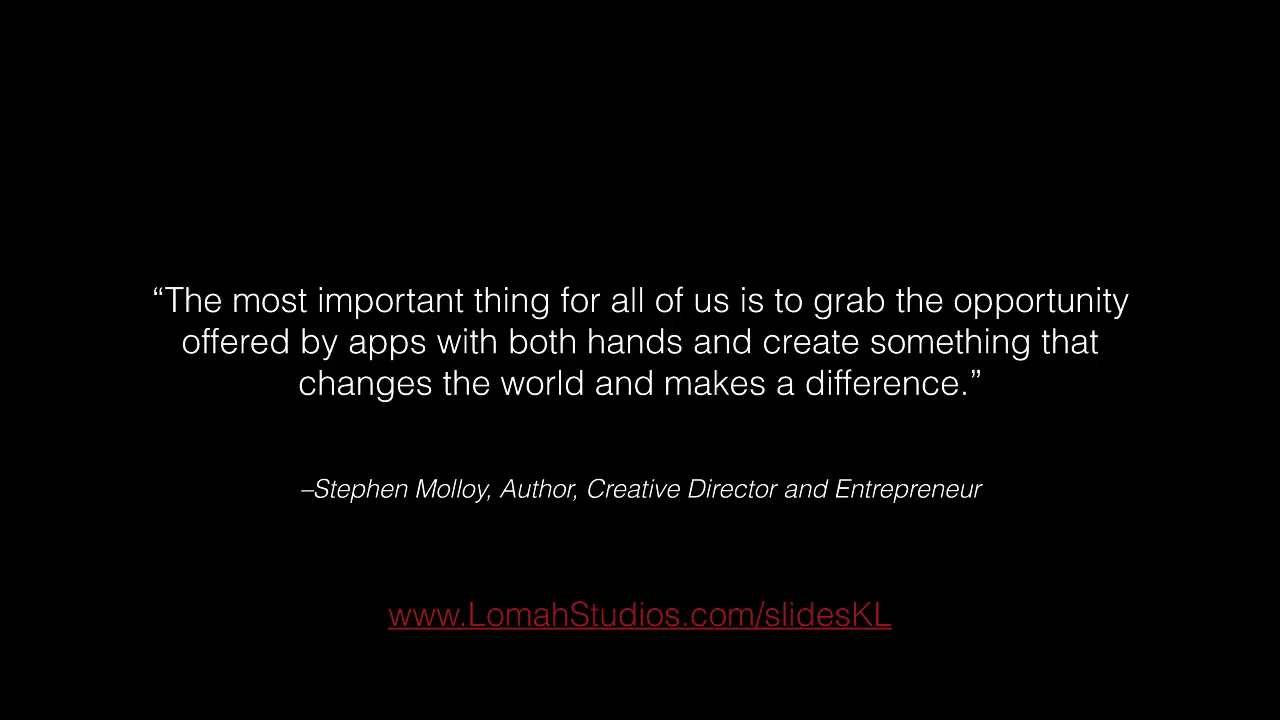 “The most important thing for all of us is to grab the opportunity
offered by apps with both hands and create something that
changes the world and makes a difference.”
–Stephen Molloy, Author, Creative Director and Entrepreneur
www.LomahStudios.com/slidesKL